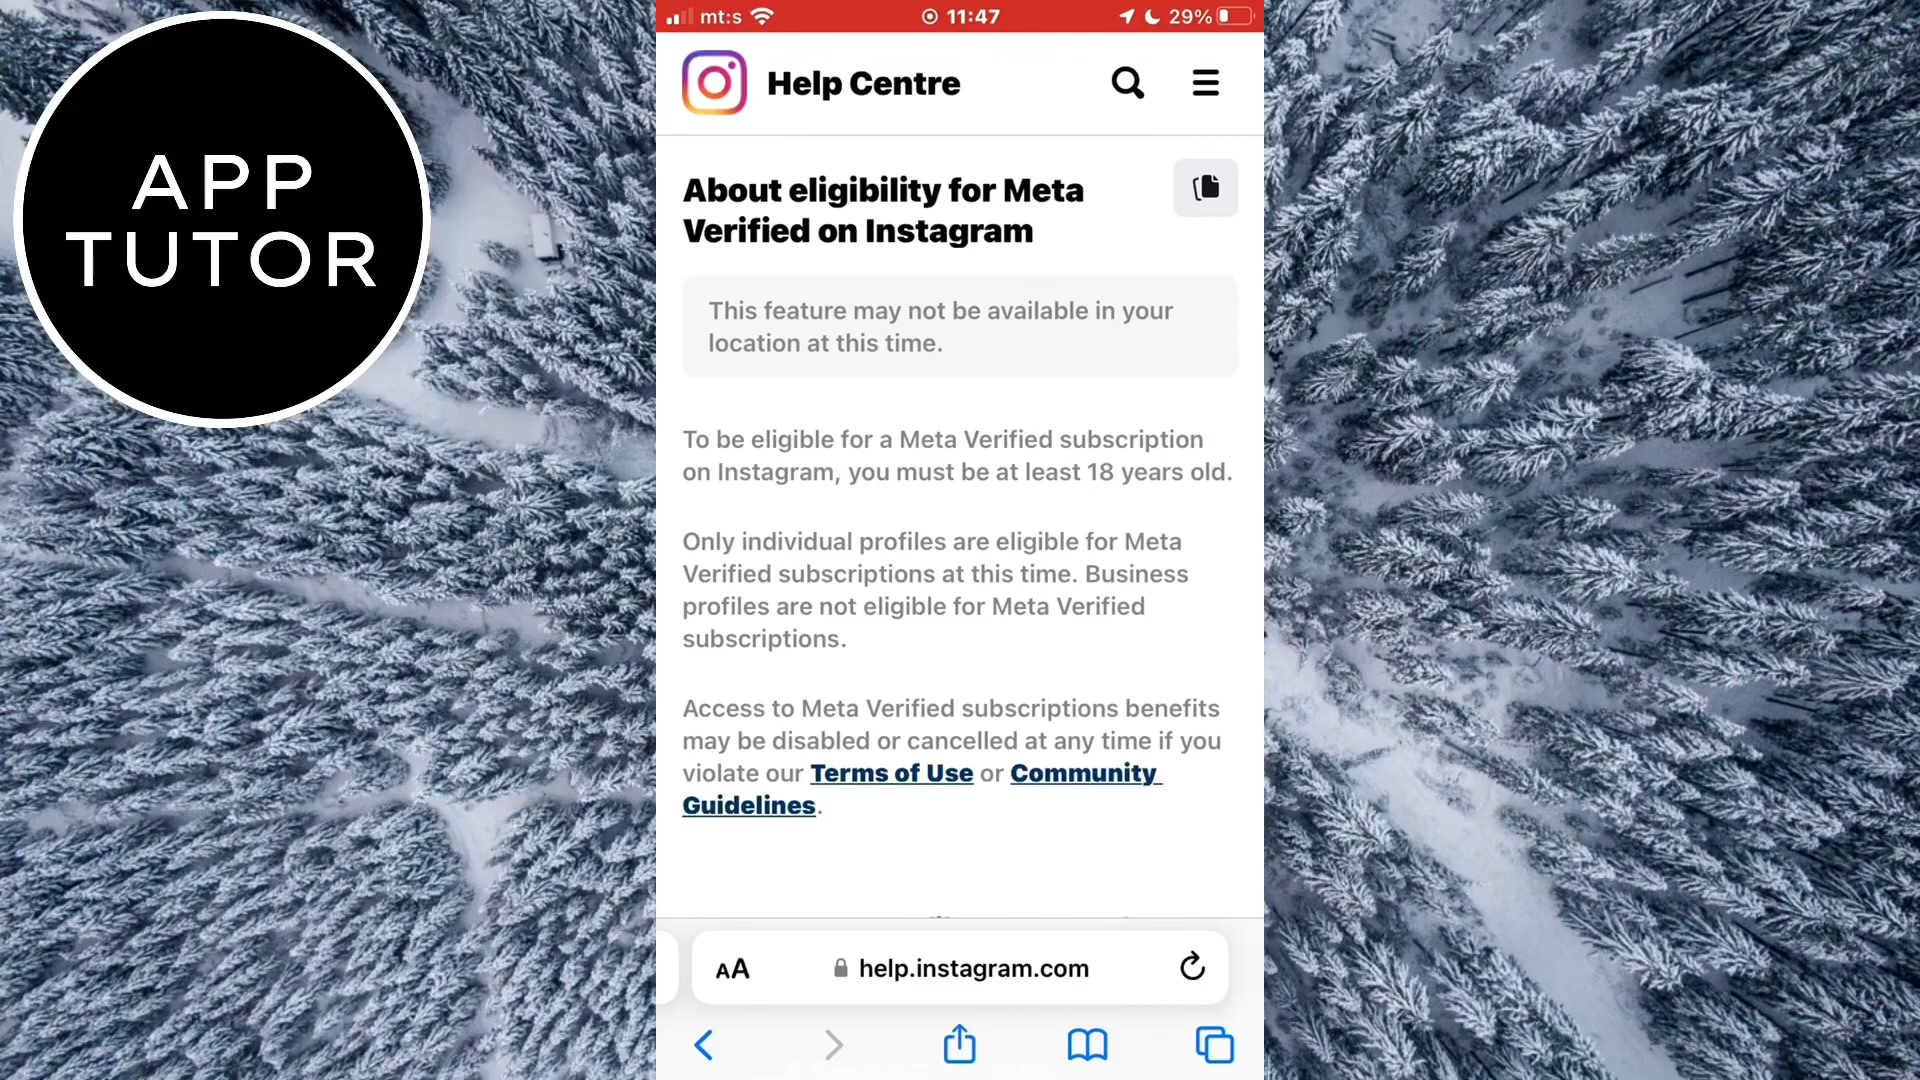 APP
TUTOR
mt:s
11:47
29%
Help Centre
About eligibility for Meta
Verified on Instagram
This feature may not be available in your
location at this time.
To be eligible for a Meta Verified subscription
on Instagram, you must be at least 18 years old.
Only individual profiles are eligible for Meta
Verified subscriptions at this time. Business
profiles are not eligible for Meta Verified
subscriptions.
Access to Meta Verified subscriptions benefits
may be disabled or cancelled at any time if you
violate our Terms of Use or Community
Guidelines.
AA
help.instagram.com